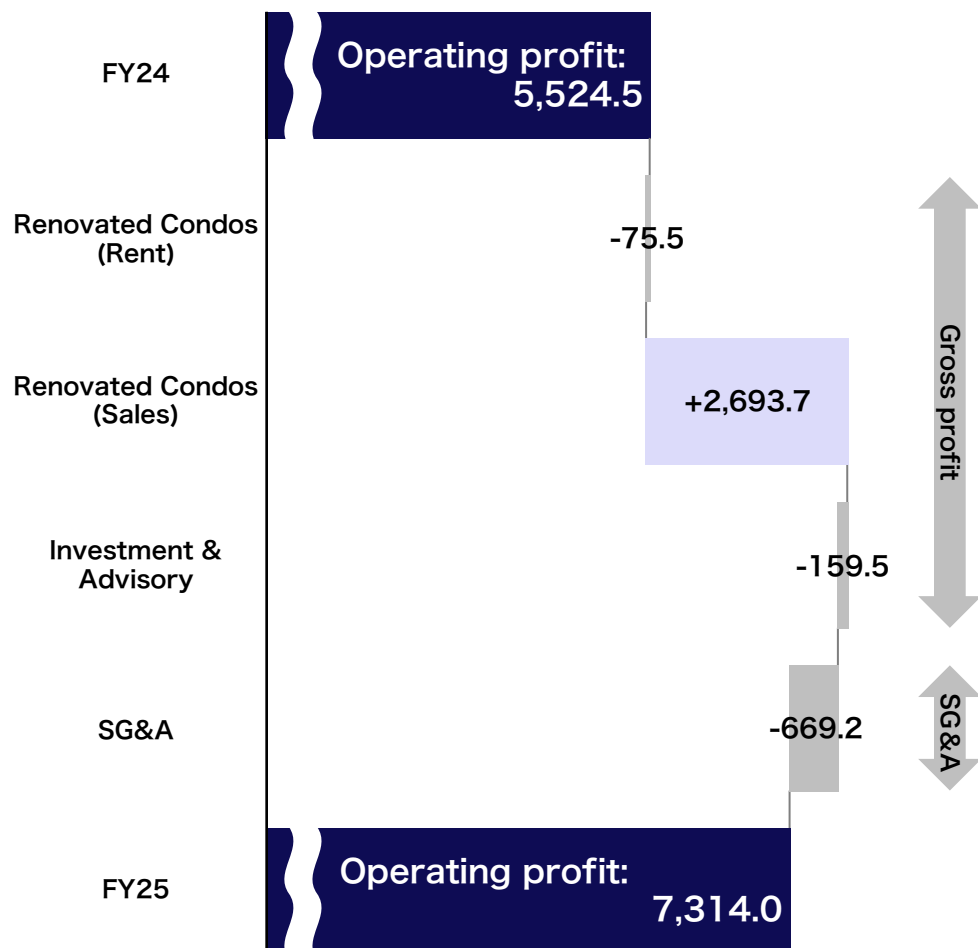 FY24
Operating profit:
5,524.5
Renovated Condos
(Rent)
-75.5
Renovated Condos
(Sales)
+2,693.7
Gross profit
Investment &
Advisory
-159.5
SG&A
-669.2
SG&A
FY25
Operating profit:
7,314.0